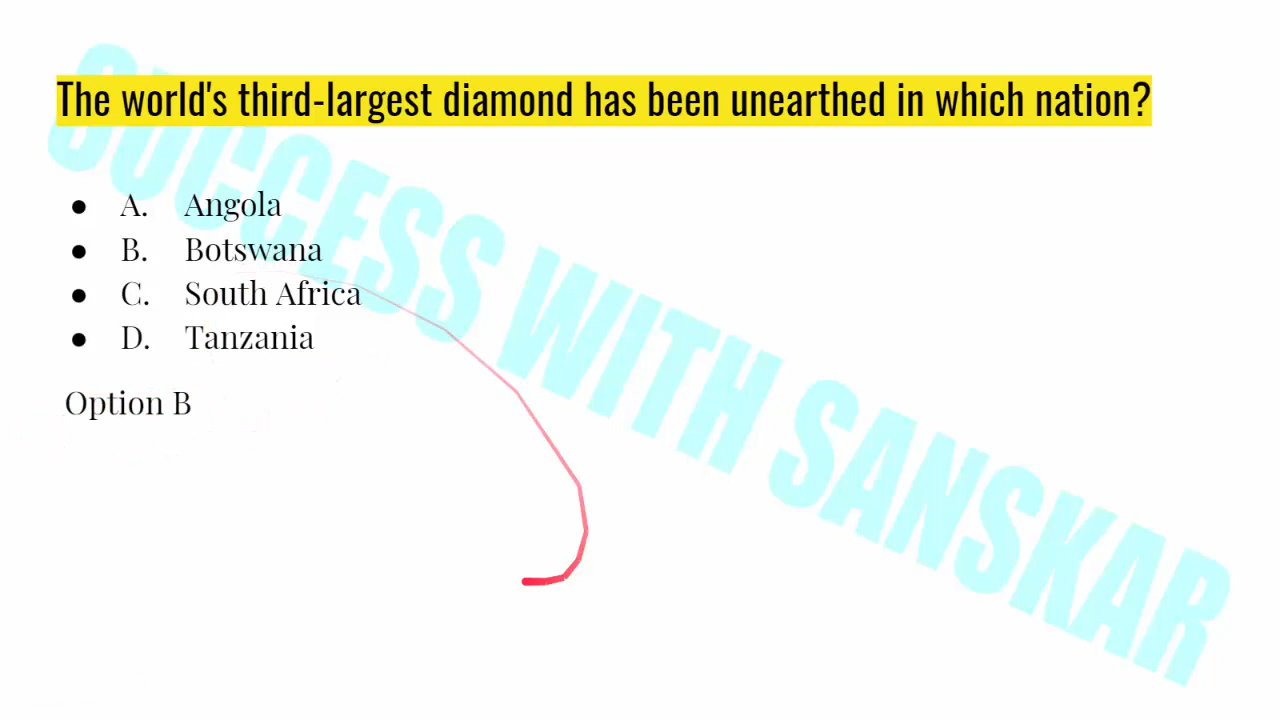 The world's third-largest diamond has been unearthed in which nation?
● A. Angola
● B. Botswana
● C. South Africa
● D. Tanzania
Option B
SUCCESS WITH SANSKAR